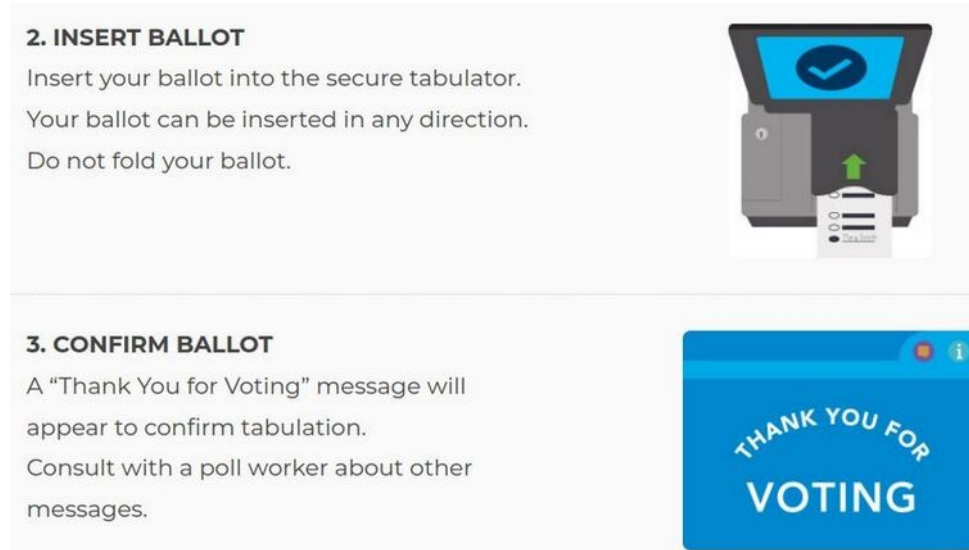 2. INSERT BALLOT
Insert your ballot into the secure tabulator.
Your ballot can be inserted in any direction.
Do not fold your ballot.
3. CONFIRM BALLOT
A “Thank You for Voting” message will
appear to confirm tabulation.
Consult with a poll worker about other
messages.
i
THANK YOU FOR
VOTING